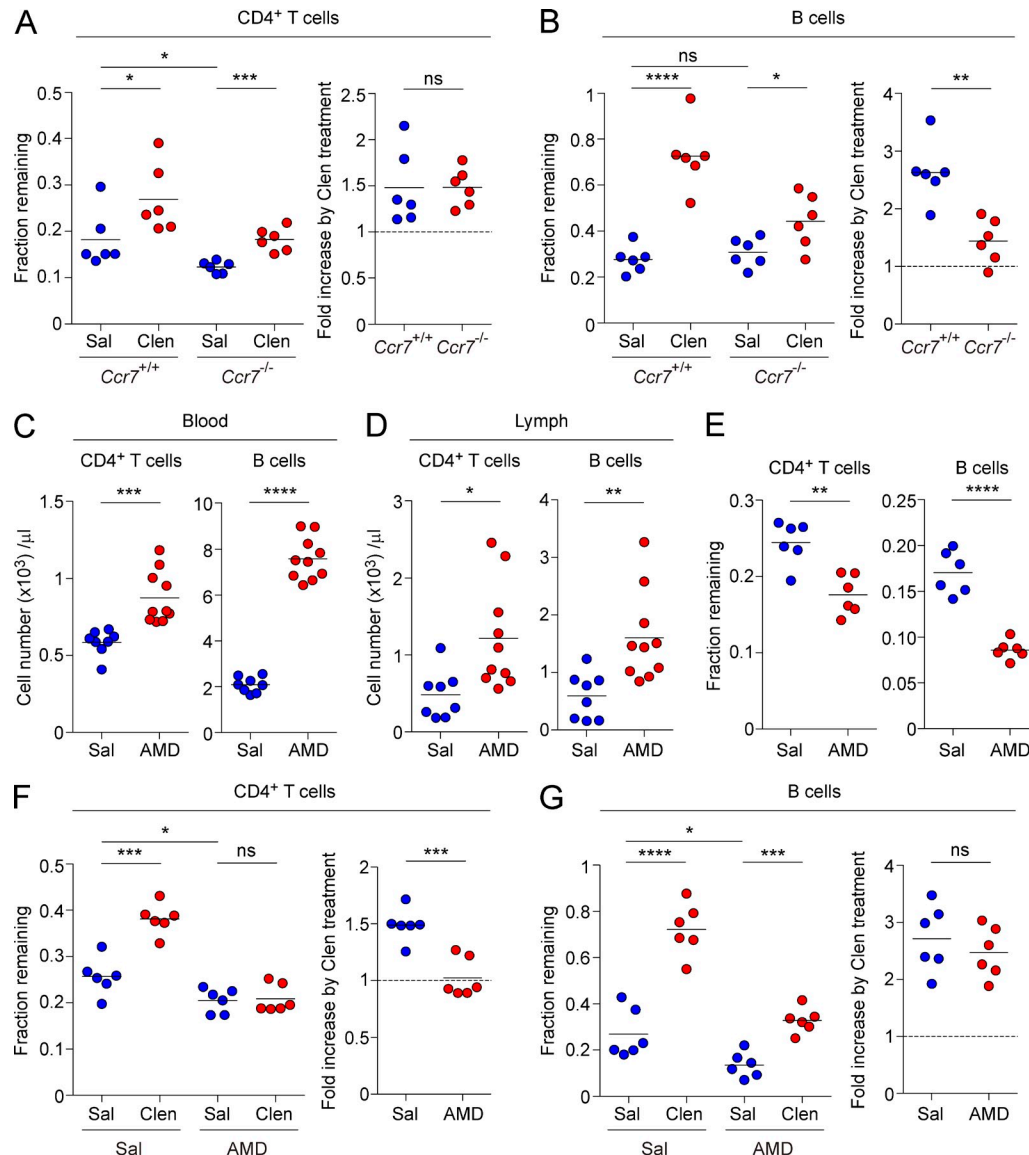 A
CD4+ T cells
*
*
***
Fraction remaining
0.5
0.4
0.3
0.2
0.1
0
Sal
Clen
Sal
Clen
Ccr7+/+
Ccr7-/-
ns
Fold increase by Clen treatment
2.5
2
1.5
1
0.5
0
Ccr7+/+
Ccr7-/-
B
B cells
ns
****
*
Fraction remaining
1
0.8
0.6
0.4
0.2
0
Sal
Clen
Sal
Clen
Ccr7+/+
Ccr7-/-
**
Fold increase by Clen treatment
4
3
2
1
0
Ccr7+/+
Ccr7-/-
C
Blood
CD4+ T cells
***
Cell number (x103) /μl
1.5
1
0.5
0
Sal
AMD
B cells
****
10
8
6
4
2
0
Sal
AMD
D
Lymph
CD4+ T cells
*
Cell number (x103) /μl
3
2
1
0
Sal
AMD
B cells
**
4
3
2
1
0
Sal
AMD
E
CD4+ T cells
**
Fraction remaining
0.3
0.2
0.1
0
Sal
AMD
B cells
****
0.25
0.20
0.15
0.10
0.05
0
Sal
AMD
F
CD4+ T cells
*
***
ns
Fraction remaining
0.5
0.4
0.3
0.2
0.1
0
Sal
Clen
Sal
Clen
Sal
AMD
***
Fold increase by Clen treatment
2
1.5
1
0.5
0
Sal
AMD
G
B cells
*
****
***
Fraction remaining
1
0.8
0.6
0.4
0.2
0
Sal
Clen
Sal
Clen
Sal
AMD
ns
Fold increase by Clen treatment
4
3
2
1
0
Sal
AMD